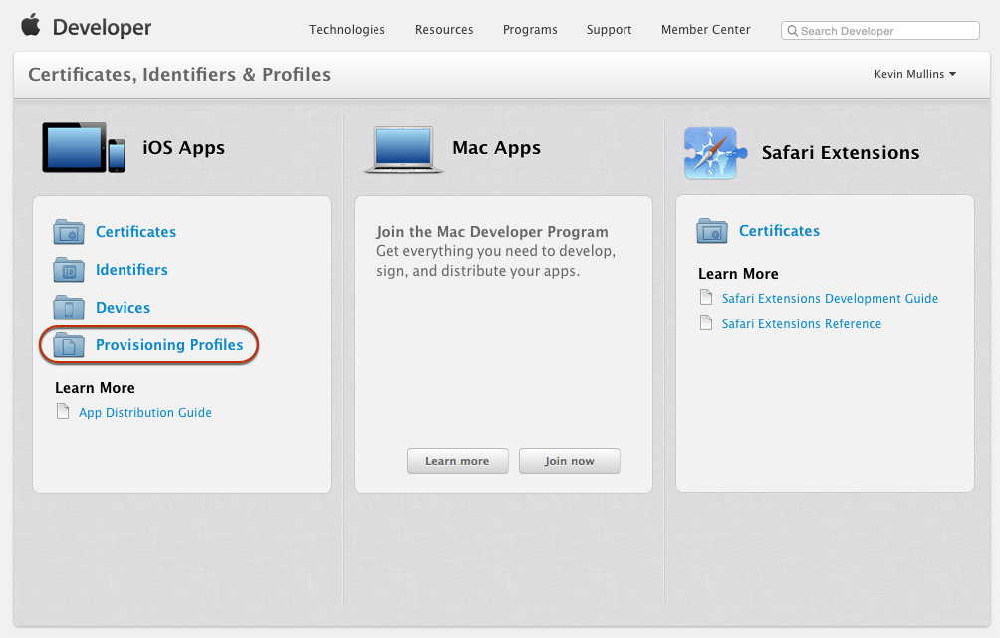 Developer
Technologies
Resources
Programs
Support
Member Center
Search Developer
Certificates, Identifiers & Profiles
Kevin Mullins
iOS Apps
Certificates
ID
Identifiers
Devices
Provisioning Profiles
Learn More
App Distribution Guide
Mac Apps
Join the Mac Developer Program
Get everything you need to develop,
sign, and distribute your apps.
Learn more
Join now
Safari Extensions
Certificates
Learn More
Safari Extensions Development Guide
Safari Extensions Reference